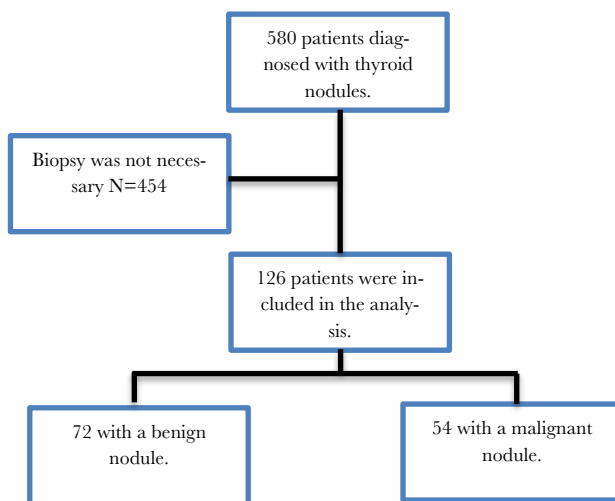 580 patients diag-
nosed with thyroid
nodules.
Biopsy was not neces-
sary N=454
126 patients were in-
cluded in the analy-
sis.
72 with a benign
nodule.
54 with a malignant
nodule.